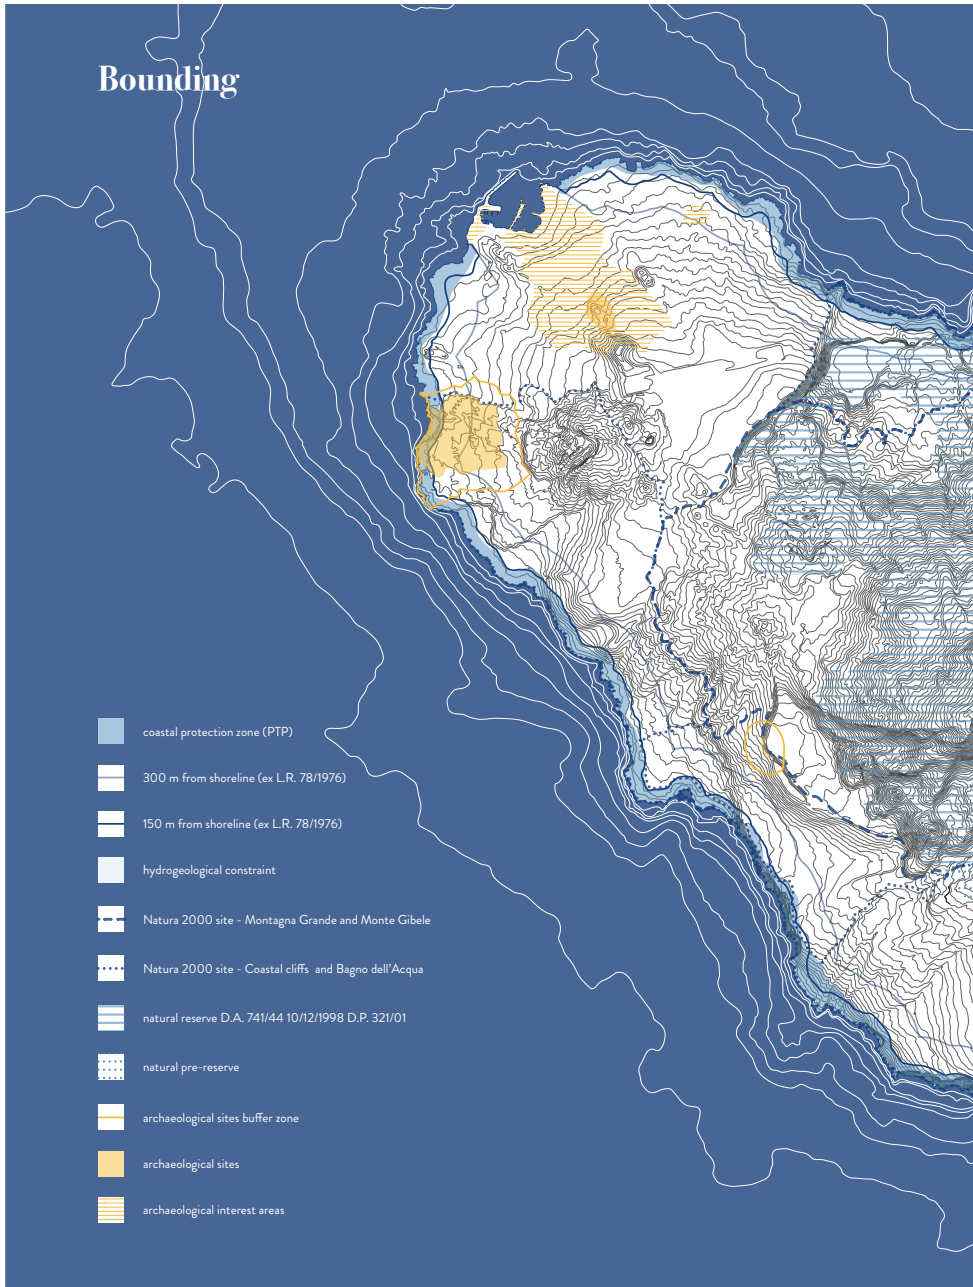 Bounding
coastal protection zone (PTP)
300 m from shoreline (ex L.R. 78/1976)
150 m from shoreline (ex L.R. 78/1976)
hydrogeological constraint
Natura 2000 site - Montagna Grande and Monte Gibele
Natura 2000 site - Coastal cliffs and Bagno dell'Acqua
natural reserve D.A. 741/44 10/12/1998 D.P. 321/01
natural pre-reserve
archaeological sites buffer zone
archaeological sites
archaeological interest areas